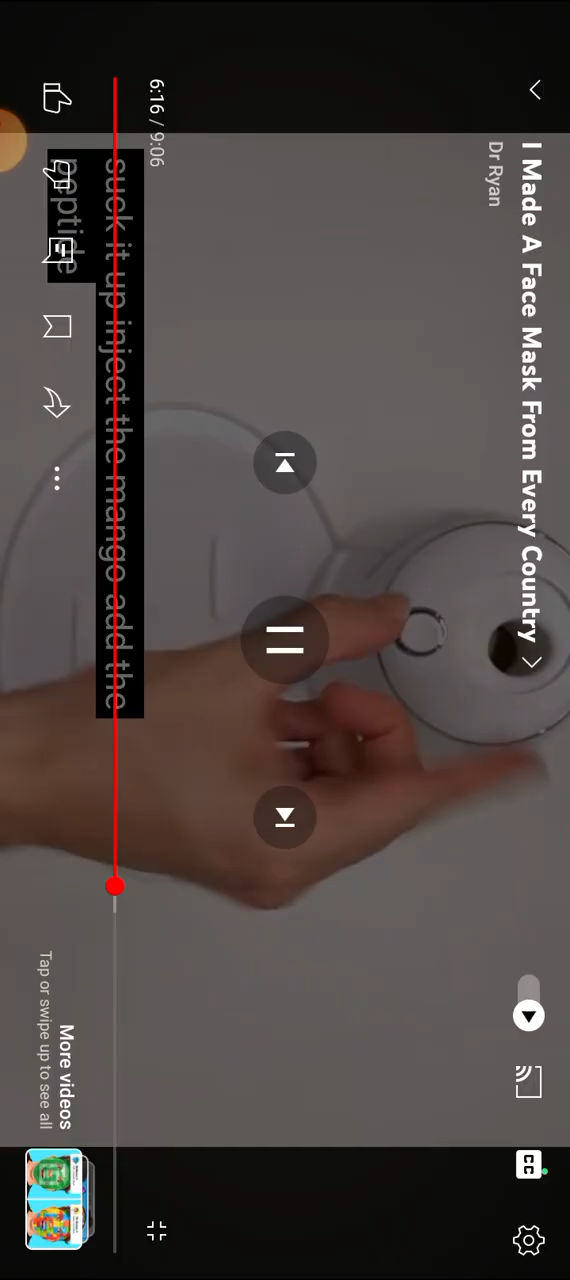 I Made A Face Mask From Every Country
Dr Ryan
CC
suck it up inject the mango add the
peptide
6:16 / 9:06
More videos
Tap or swipe up to see all